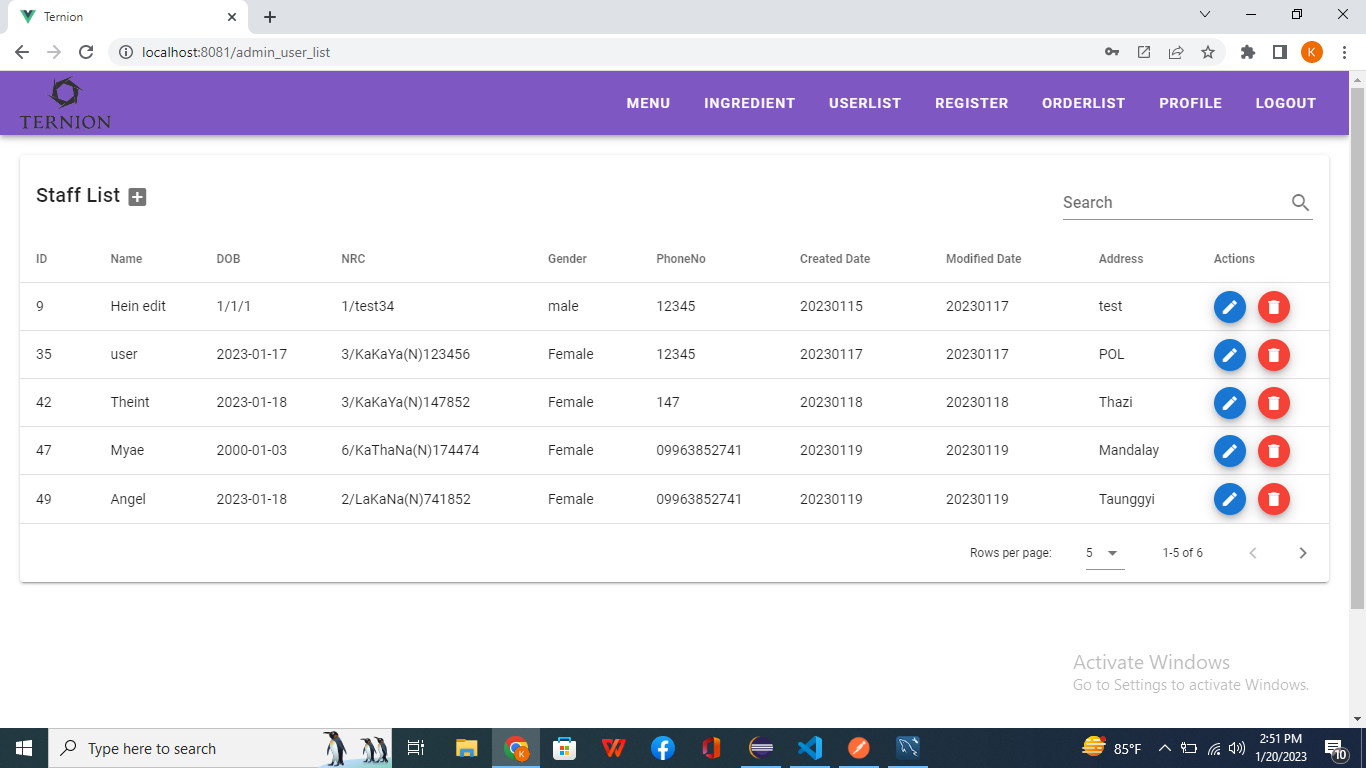 Ternion
localhost:8081/admin_user_list
K
TERNION
MENU INGREDIENT USERLIST REGISTER ORDERLIST PROFILE LOGOUT
Staff List
Search
ID Name DOB NRC Gender PhoneNo Created Date Modified Date Address Actions
9 Hein edit 1/1/1 1/test34 male 12345 20230115 20230117 test
35 user 2023-01-17 3/KaKaYa(N)123456 Female 12345 20230117 20230117 POL
42 Theint 2023-01-18 3/KaKaYa(N)147852 Female 147 20230118 20230118 Thazi
47 Myae 2000-01-03 6/KaThaNa(N)174474 Female 09963852741 20230119 20230119 Mandalay
49 Angel 2023-01-18 2/LaKaNa(N)741852 Female 09963852741 20230119 20230119 Taunggyi
Rows per page: 5 1-5 of 6
Activate Windows
Go to Settings to activate Windows.
Type here to search
K
85°F
2:51 PM
1/20/2023
10